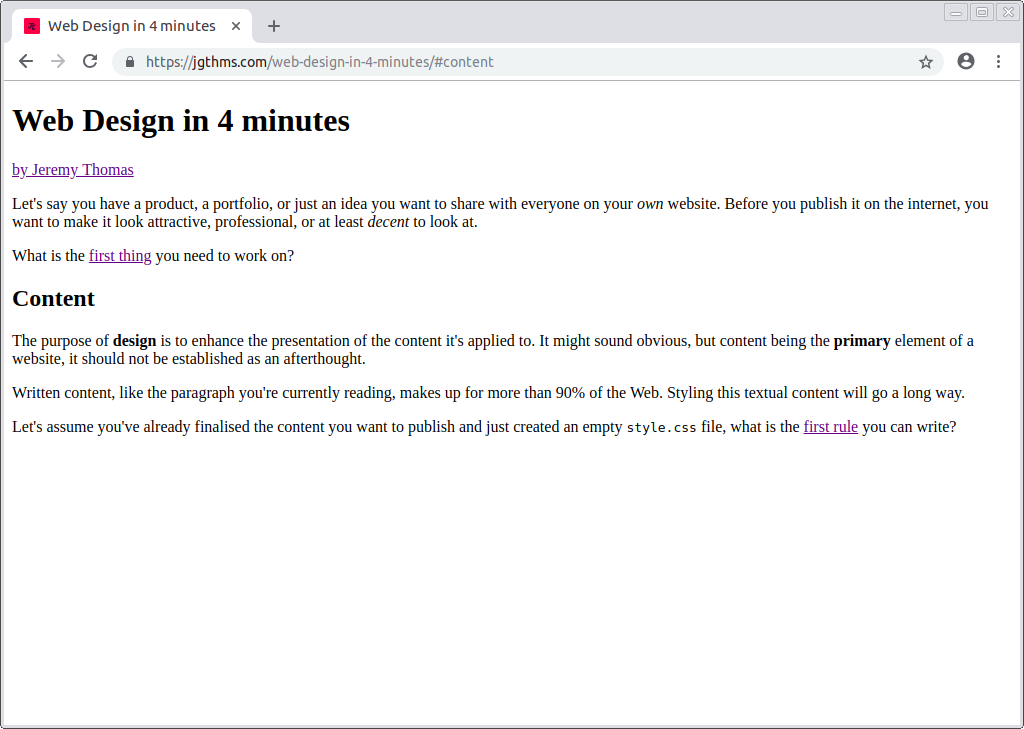 Web Design in 4 minutes
https://jgthms.com/web-design-in-4-minutes/#content
Web Design in 4 minutes
by Jeremy Thomas
Let's say you have a product, a portfolio, or just an idea you want to share with everyone on your own website. Before you publish it on the internet, you
want to make it look attractive, professional, or at least decent to look at.
What is the first thing you need to work on?
Content
The purpose of design is to enhance the presentation of the content it's applied to. It might sound obvious, but content being the primary element of a
website, it should not be established as an afterthought.
Written content, like the paragraph you're currently reading, makes up for more than 90% of the Web. Styling this textual content will go a long way.
Let's assume you've already finalised the content you want to publish and just created an empty style.css file, what is the first rule you can write?